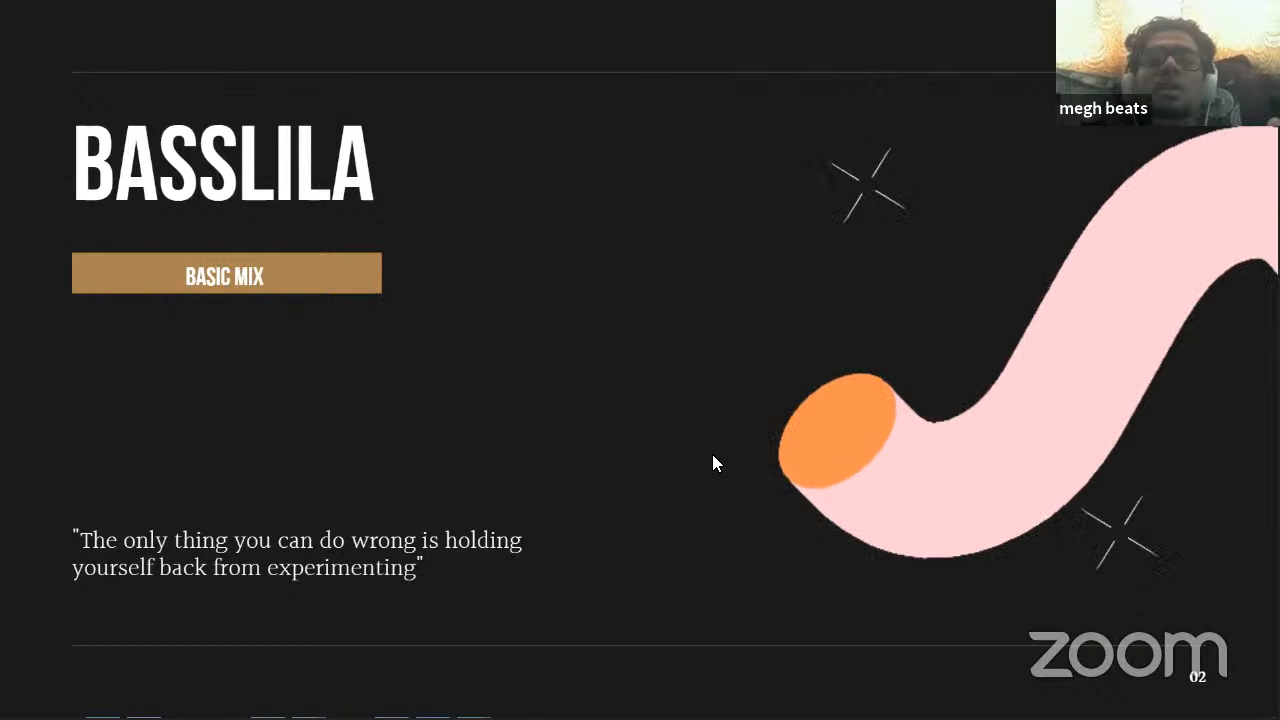 megh beats
BASSLILA
BASIC MIX
"The only thing you can do wrong is holding
yourself back from experimenting"
zoom
02